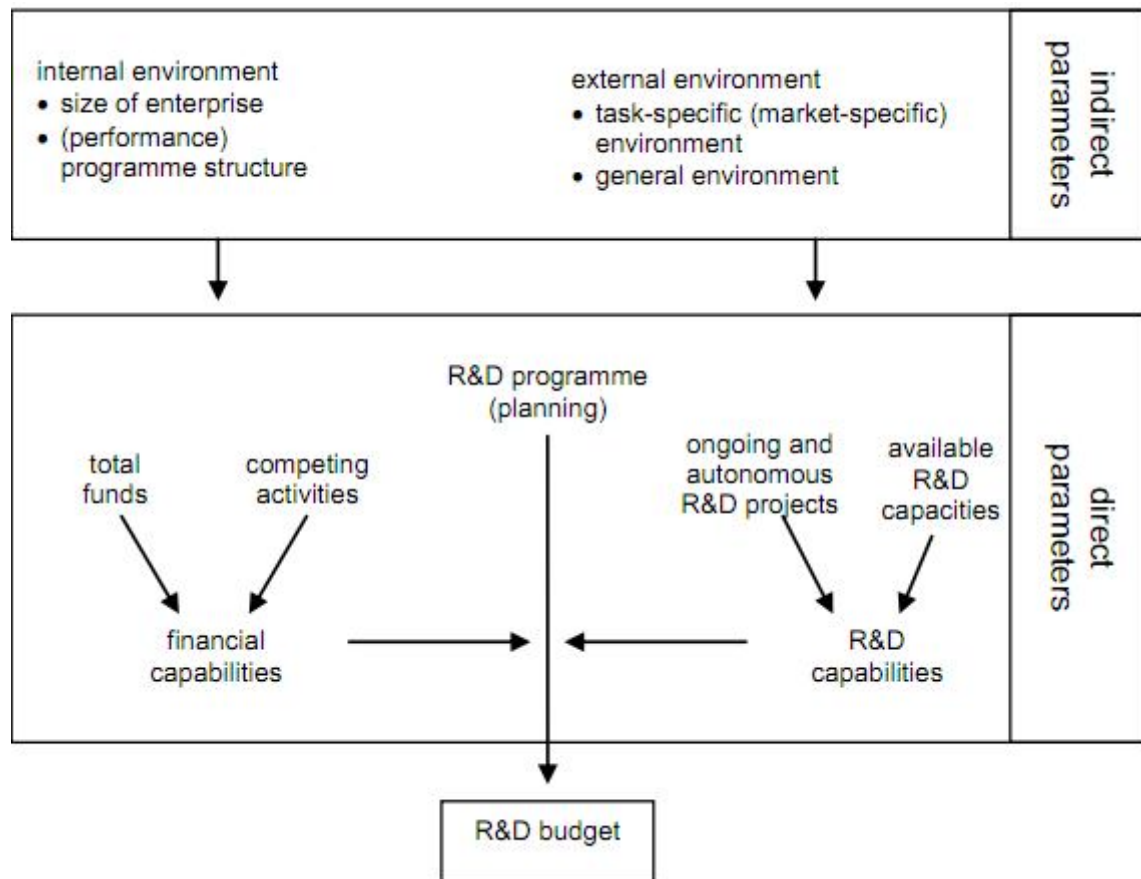 internal environment
• size of enterprise
• (performance)
programme structure
external environment
• task-specific (market-specific)
environment
• general environment
indirect
parameters
R&D programme
(planning)
total
funds
competing
activities
ongoing and
autonomous
R&D projects
available
R&D
capacities
financial
capabilities
R&D
capabilities
direct
parameters
R&D budget